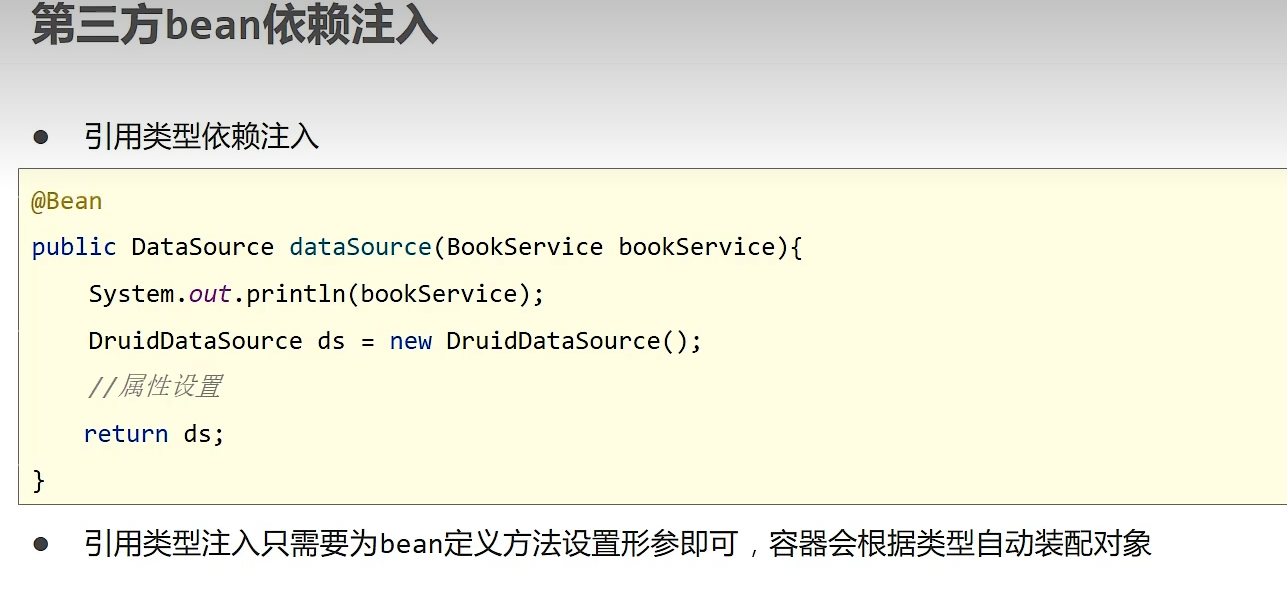 第三方bean依赖注入
● 引用类型依赖注入
@Bean
public DataSource dataSource(BookService bookService){
System.out.println(bookService);
DruidDataSource ds = new DruidDataSource();
//属性设置
return ds;
}
● 引用类型注入只需要为bean定义方法设置形参即可，容器会根据类型自动装配对象